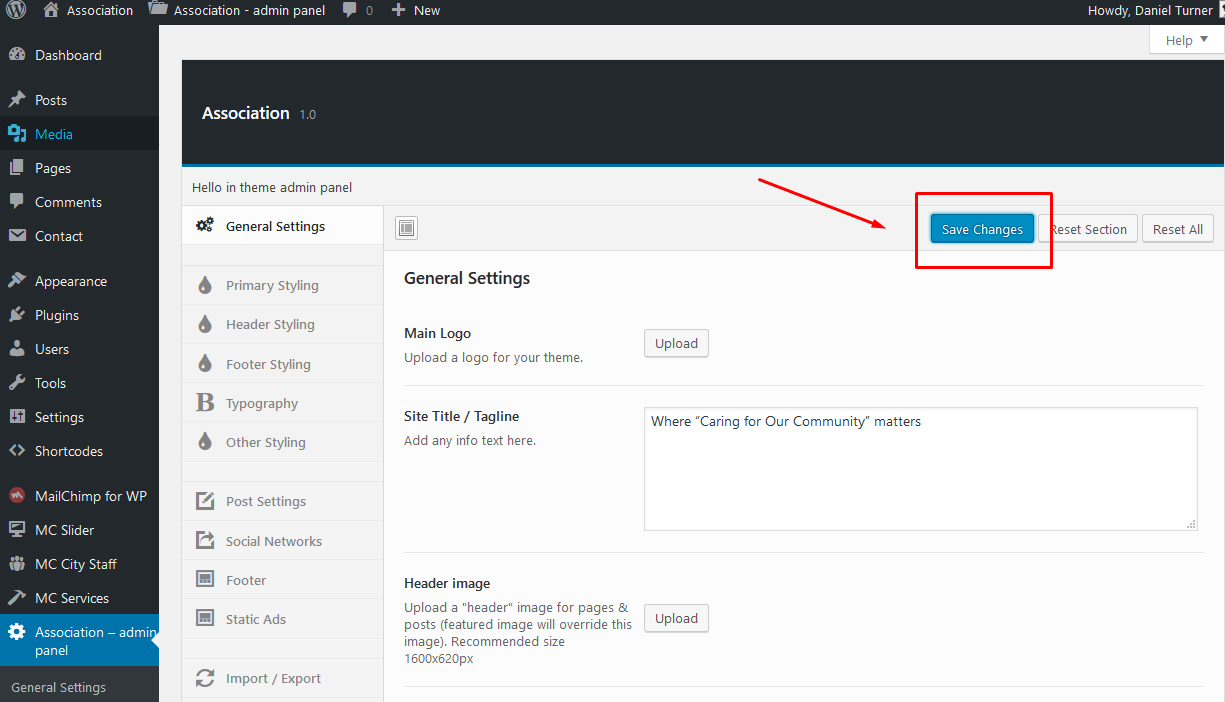 Association
Association - admin panel
0
New
Howdy, Daniel Turner
Help
Dashboard
Posts
Media
Pages
Comments
Contact
Appearance
Plugins
Users
Tools
Settings
Shortcodes
MailChimp for WP
MC Slider
MC City Staff
MC Services
Association – admin
panel
General Settings
Association 1.0
Hello in theme admin panel
General Settings
Primary Styling
Header Styling
Footer Styling
Typography
Other Styling
Post Settings
Social Networks
Footer
Static Ads
Import / Export
Save Changes
Reset Section
Reset All
General Settings
Main Logo
Upload a logo for your theme.
Upload
Site Title / Tagline
Add any info text here.
Where “Caring for Our Community” matters
Header image
Upload a "header" image for pages &
posts (featured image will override this
image). Recommended size
1600x620px
Upload